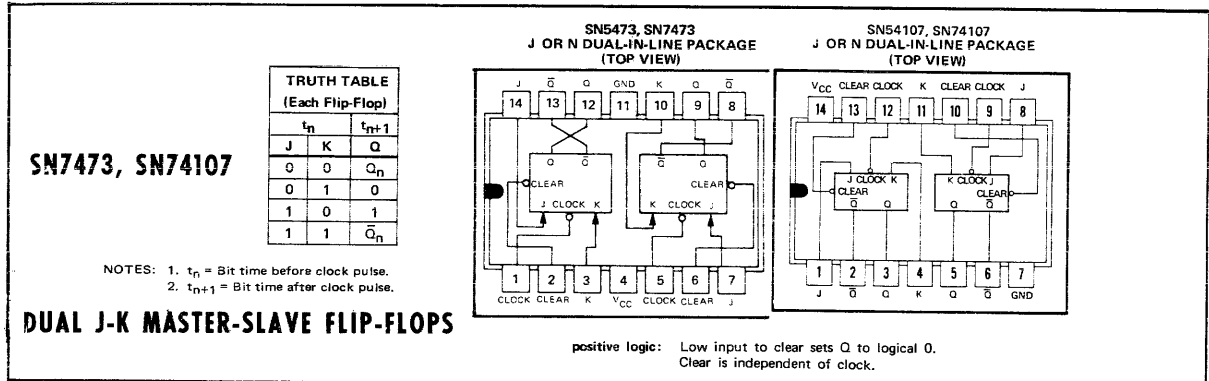 SN7473, SN74107
DUAL J-K MASTER-SLAVE FLIP-FLOPS
TRUTH TABLE
(Each Flip-Flop)
tn tn+1
J K Q
0 0 Qn
0 1 0
1 0 1
1 1 Q̅n
NOTES: 1. tn = Bit time before clock pulse.
2. tn+1 = Bit time after clock pulse.
SN5473, SN7473
J OR N DUAL-IN-LINE PACKAGE
(TOP VIEW)
J Q̅ Q GND K Q Q̅
14 13 12 11 10 9 8
Q Q̅ Q̅ Q
CLEAR CLEAR
J CLOCK K K CLOCK J
1 2 3 4 5 6 7
CLOCK CLEAR K VCC CLOCK CLEAR J
SN54107, SN74107
J OR N DUAL-IN-LINE PACKAGE
(TOP VIEW)
VCC CLEAR CLOCK K CLEAR CLOCK J
14 13 12 11 10 9 8
J CLOCK K K CLOCK J
CLEAR CLEAR
Q̅ Q Q Q̅
1 2 3 4 5 6 7
J Q̅ Q K Q Q̅ GND
positive logic: Low input to clear sets Q to logical 0.
Clear is independent of clock.